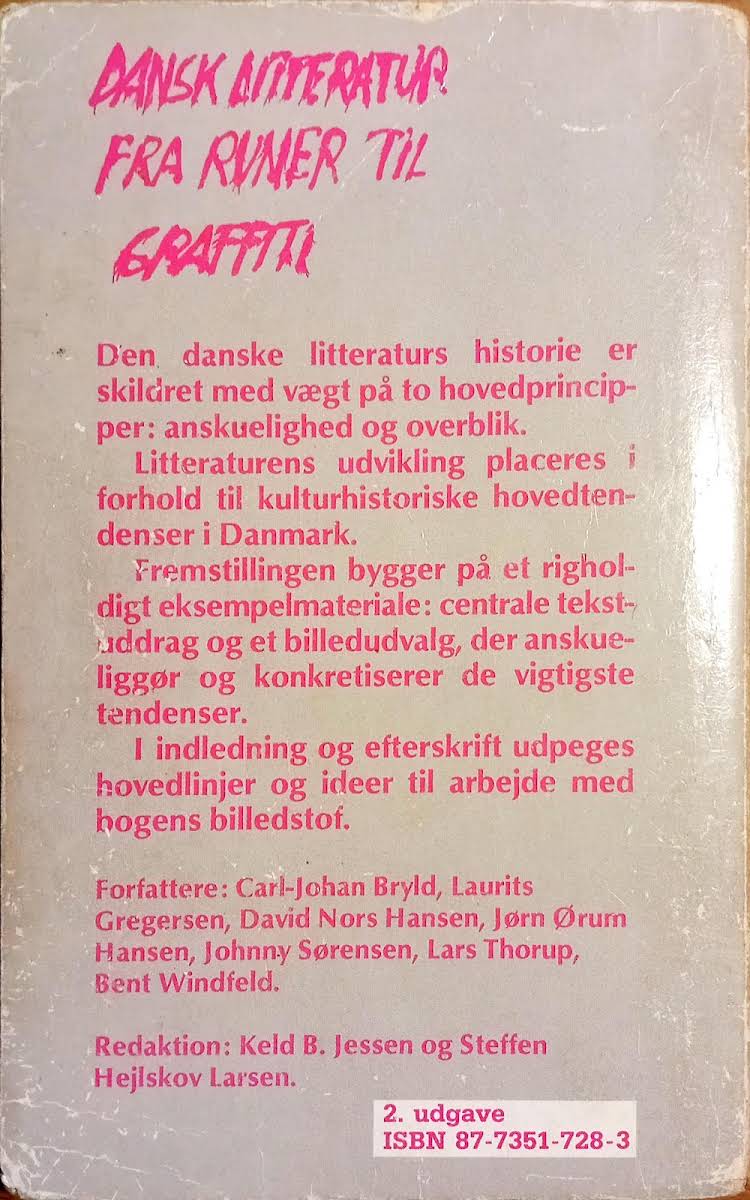 DANSK LITTERATUR
FRA RUNER TIL
GRAFFITI
Den danske litteraturs historie er
skildret med vægt på to hovedprincip-
per: anskuelighed og overblik.
Litteraturens udvikling placeres i
forhold til kulturhistoriske hovedten-
denser i Danmark.
Fremstillingen bygger på et righol-
digt eksempelmateriale: centrale tekst-
uddrag og et billedudvalg, der anskue-
liggør og konkretiserer de vigtigste
tendenser.
I indledning og efterskrift udpeges
hovedlinjer og ideer til arbejde med
bogens billedstof.
Forfattere: Carl-Johan Bryld, Laurits
Gregersen, David Nors Hansen, Jørn Ørum
Hansen, Johnny Sørensen, Lars Thorup,
Bent Windfeld.
Redaktion: Keld B. Jessen og Steffen
Hejlskov Larsen.
2. udgave
ISBN 87-7351-728-3